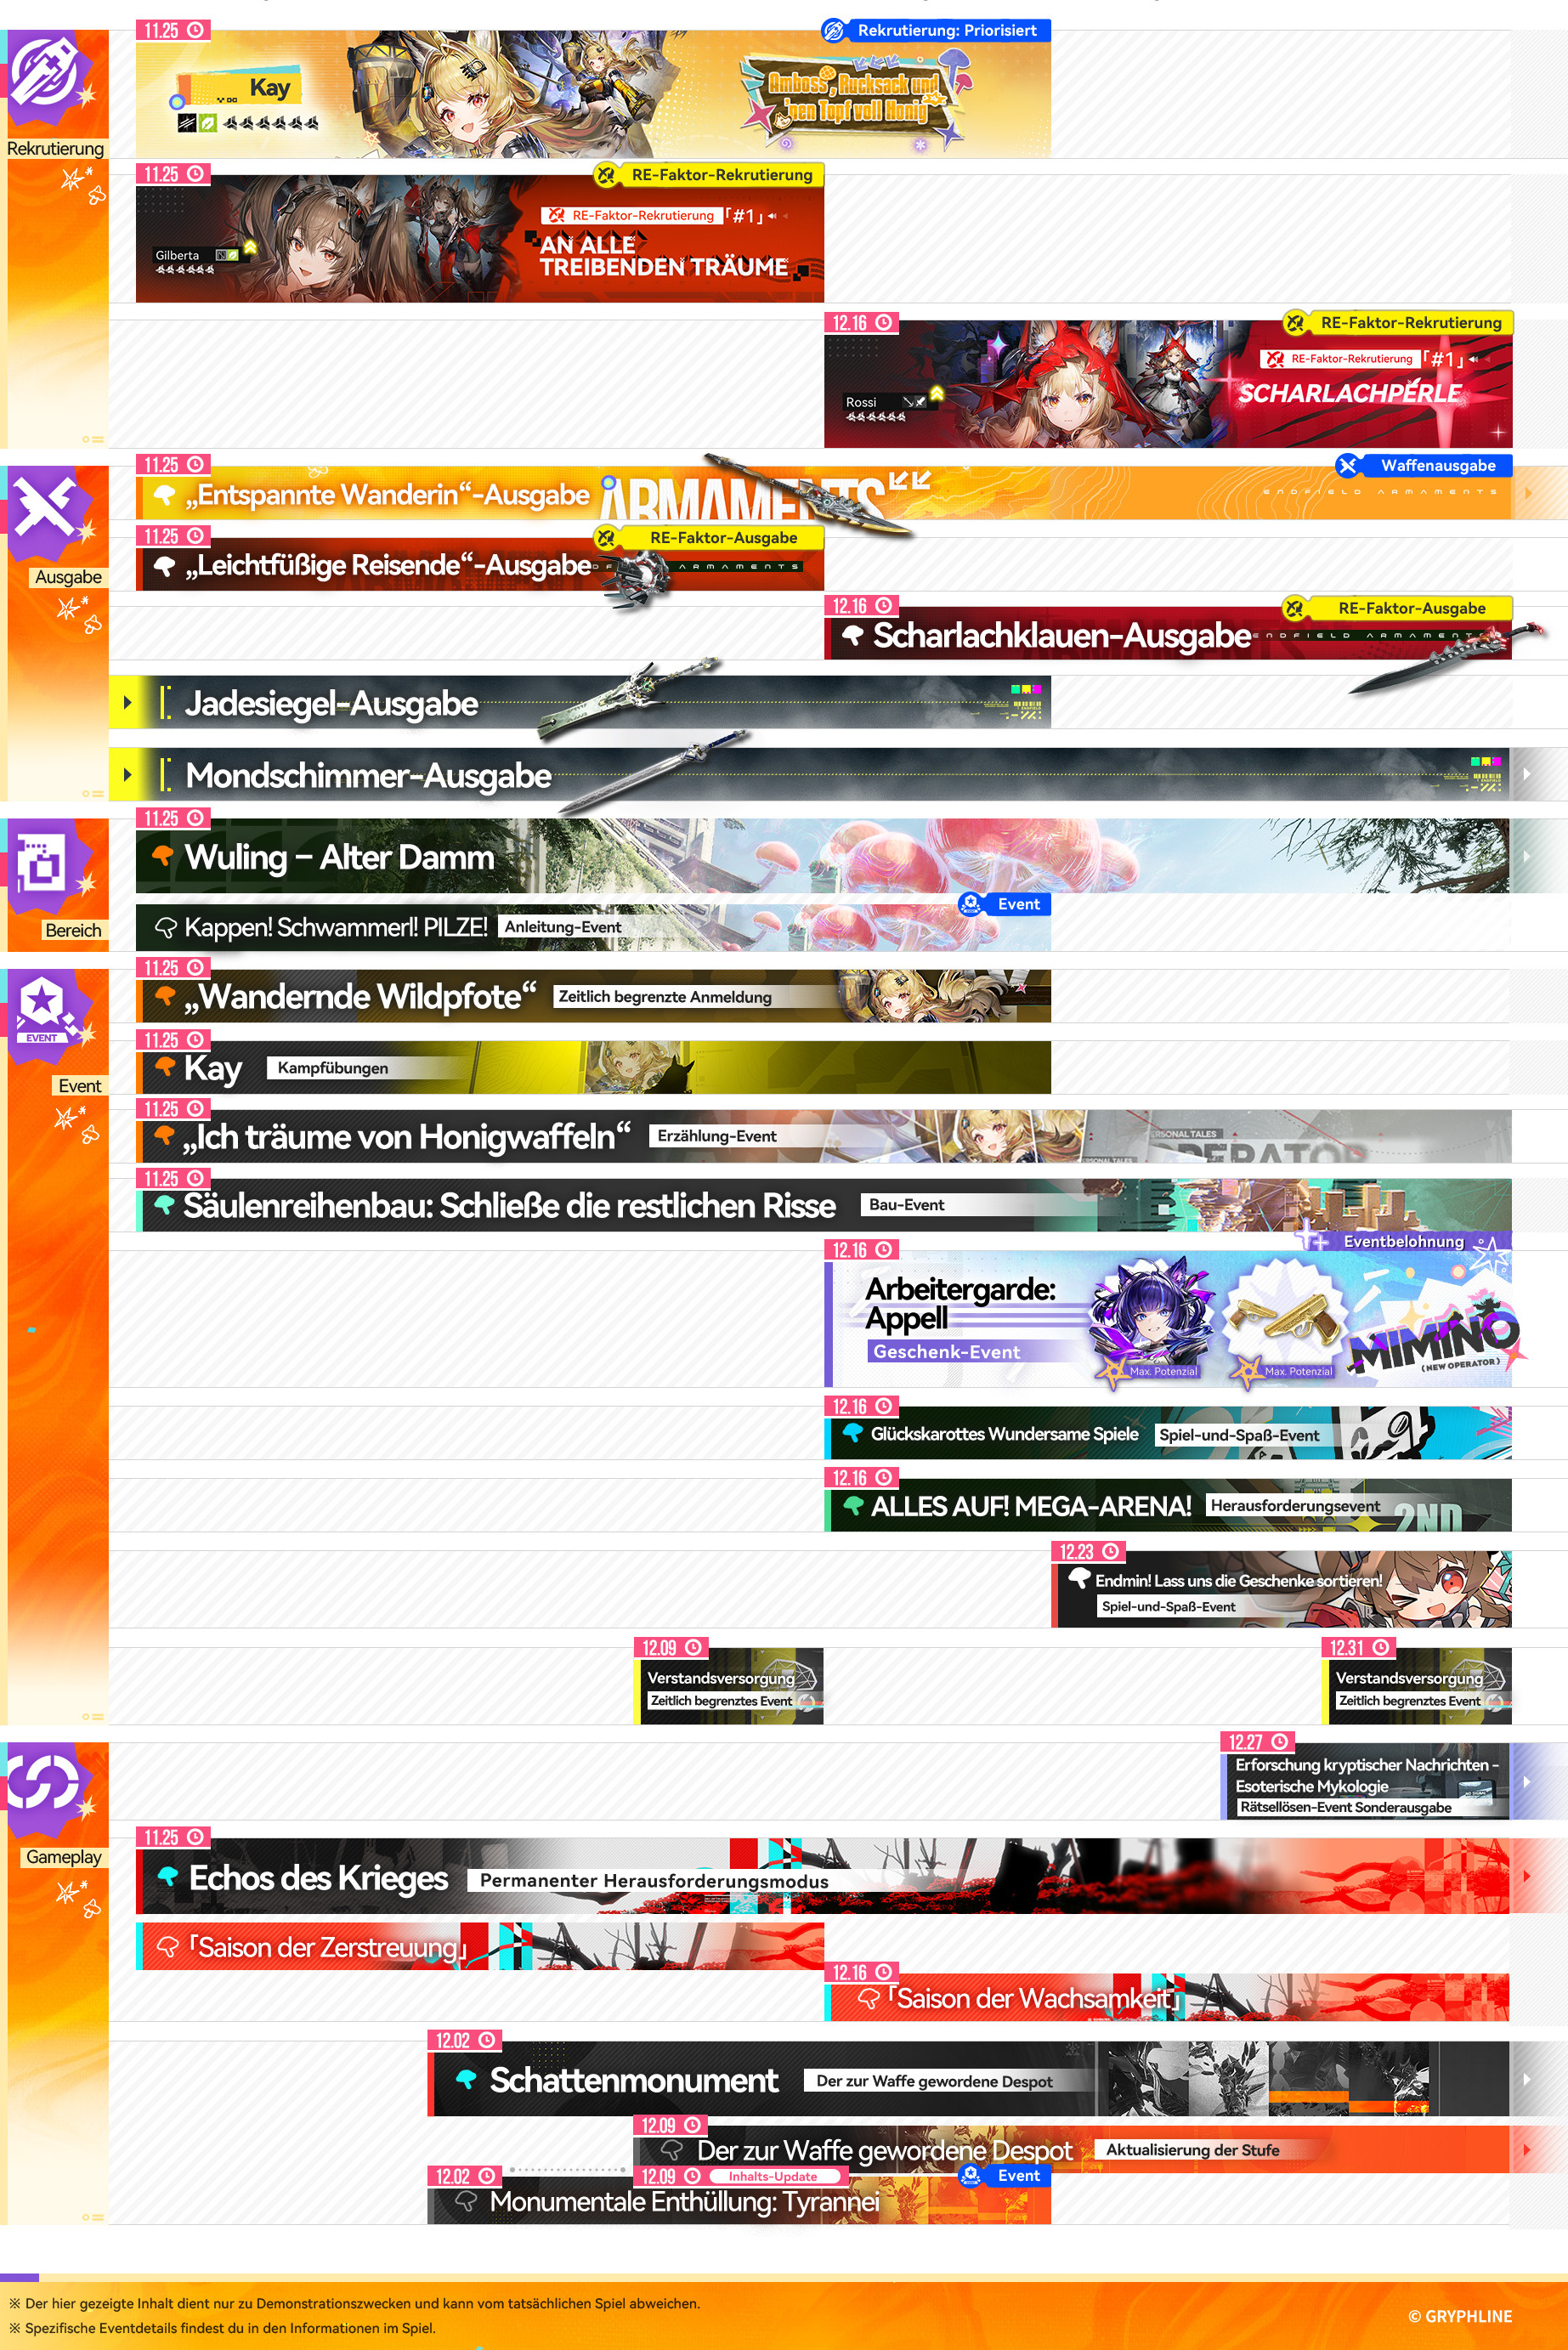 Rekrutierung
11.25
Rekrutierung: Priorisiert
Kay
Amboss, Rucksack und
'nen Topf voll Honig
11.25
RE-Faktor-Rekrutierung
RE-Faktor-Rekrutierung 「#1」
AN ALLE
TREIBENDEN TRÄUME
Gilberta
12.16
RE-Faktor-Rekrutierung
RE-Faktor-Rekrutierung 「#1」
SCHARLACHPERLE
Rossi
Ausgabe
11.25
Waffenausgabe
„Entspannte Wanderin“-Ausgabe
ARMAMENTS
ENDFIELD ARMAMENTS
11.25
RE-Faktor-Ausgabe
„Leichtfüßige Reisende“-Ausgabe
ARMAMENTS
12.16
RE-Faktor-Ausgabe
Scharlachklauen-Ausgabe
ENDFIELD ARMAMENTS
Jadesiegel-Ausgabe
Mondschimmer-Ausgabe
Bereich
11.25
Wuling – Alter Damm
Event
Kappen! Schwammerl! PILZE!
Anleitung-Event
EVENT
Event
11.25
„Wandernde Wildpfote“
Zeitlich begrenzte Anmeldung
11.25
Kay
Kampfübungen
11.25
„Ich träume von Honigwaffeln“
Erzählung-Event
RSONAL TALES
PERATOR
RSONAL TALES
11.25
Säulenreihenbau: Schließe die restlichen Risse
Bau-Event
12.16
Eventbelohnung
Arbeitergarde:
Appell
Geschenk-Event
Max. Potenzial
Max. Potenzial
MIMINO
(NEW OPERATOR)
12.16
Glückskarottes Wundersame Spiele
Spiel-und-Spaß-Event
12.16
ALLES AUF! MEGA-ARENA!
Herausforderungsevent
2ND
12.23
Endmin! Lass uns die Geschenke sortieren!
Spiel-und-Spaß-Event
12.09
Verstandsversorgung
Zeitlich begrenztes Event
12.31
Verstandsversorgung
Zeitlich begrenztes Event
Gameplay
12.27
Erforschung kryptischer Nachrichten -
Esoterische Mykologie
Rätsellösen-Event Sonderausgabe
11.25
Echos des Krieges
Permanenter Herausforderungsmodus
「Saison der Zerstreuung」
12.16
「Saison der Wachsamkeit」
12.02
Schattenmonument
Der zur Waffe gewordene Despot
12.09
Der zur Waffe gewordene Despot
Aktualisierung der Stufe
12.02
12.09
Inhalts-Update
Event
Monumentale Enthüllung: Tyrannei
※ Der hier gezeigte Inhalt dient nur zu Demonstrationszwecken und kann vom tatsächlichen Spiel abweichen.
※ Spezifische Eventdetails findest du in den Informationen im Spiel.
© GRYPHLINE